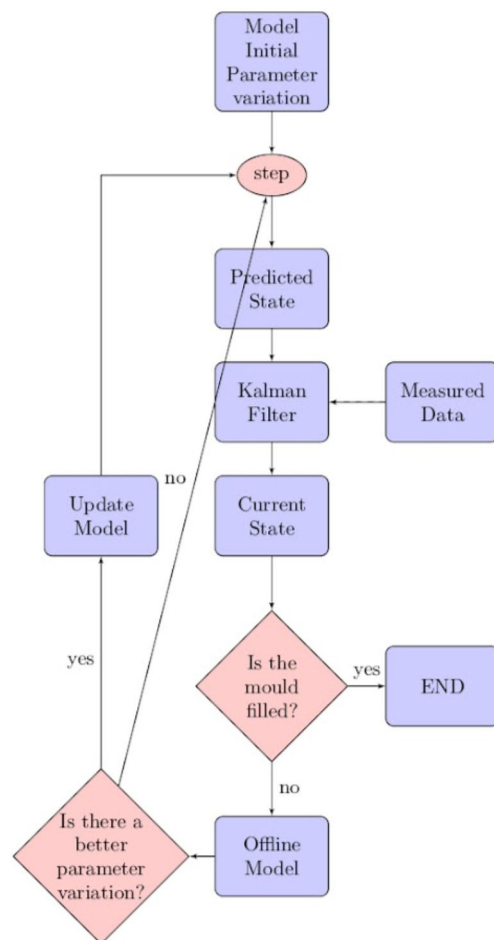 Model
Initial
Parameter
variation
step
Predicted
State
Kalman
Filter
Measured
Data
Update
Model
no
Current
State
yes
Is the
mould
filled?
yes
END
no
Is there a
better
parameter
variation?
Offline
Model